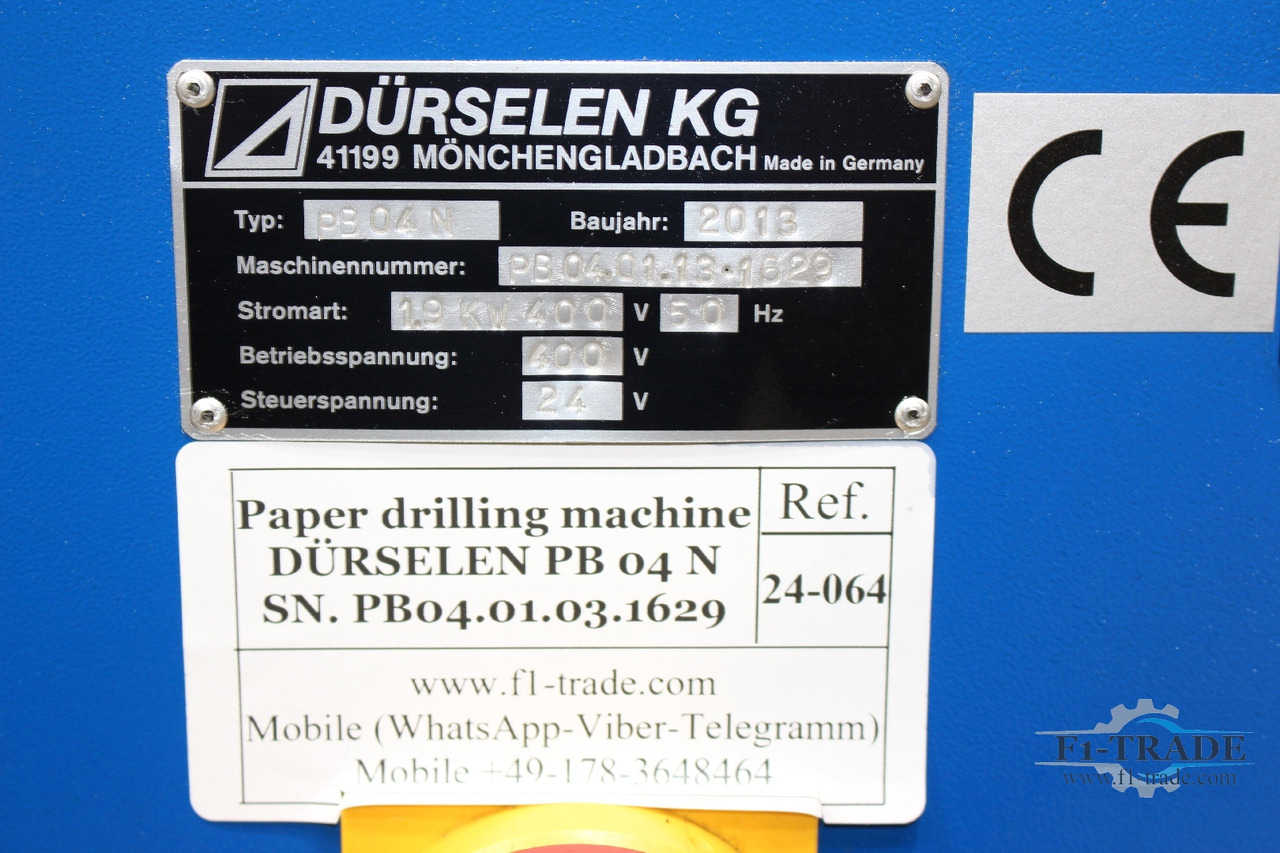 DÜRSELEN KG
41199 MÖNCHENGLADBACH Made in Germany
Typ: PB 04 N Baujahr: 2013
Maschinennummer: PB 04.01.13.1629
Stromart: 1.9 KW 400 V 50 Hz
Betriebsspannung: 400 V
Steuerspannung: 24 V
CE
Paper drilling machine
DÜRSELEN PB 04 N
SN. PB04.01.03.1629
Ref.
24-064
www.f1-trade.com
Mobile (WhatsApp-Viber-Telegramm)
Mobile +49-178-3648464
F1-TRADE
www.f1-trade.com